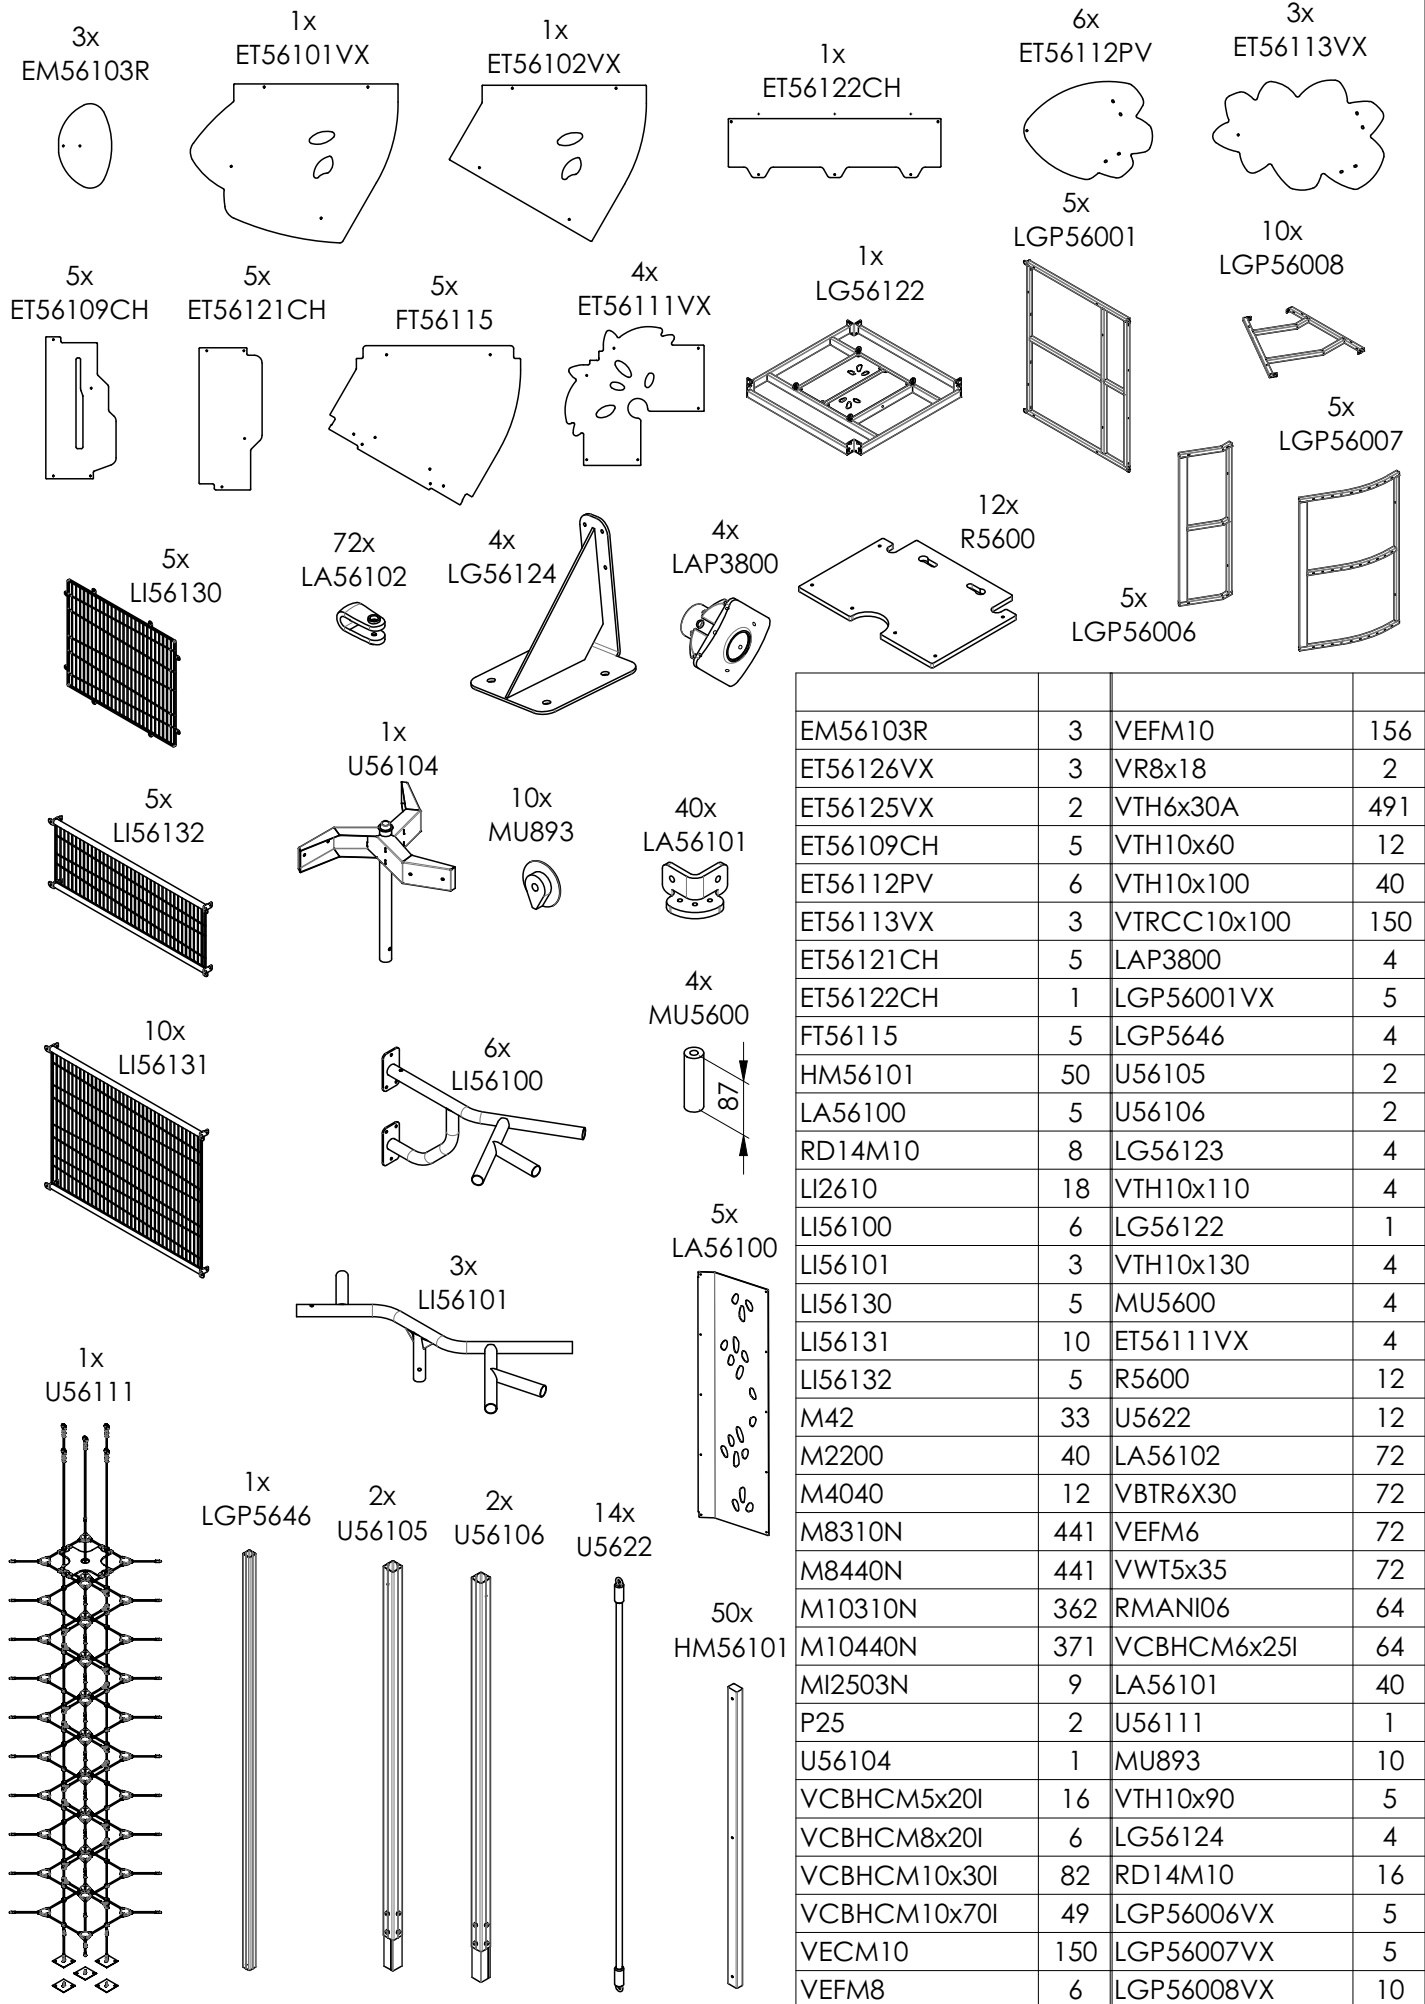 3x
EM56103R
1x
ET56101VX
1x
ET56102VX
1x
ET56122CH
6x
ET56112PV
3x
ET56113VX
5x
ET56109CH
5x
ET56121CH
5x
FT56115
4x
ET56111VX
1x
LG56122
5x
LGP56001
10x
LGP56008
5x
LGP56007
5x
LI56130
72x
LA56102
4x
LG56124
4x
LAP3800
12x
R5600
5x
LGP56006
5x
LI56132
1x
U56104
10x
MU893
40x
LA56101
10x
LI56131
6x
LI56100
4x
MU5600
87
3x
LI56101
5x
LA56100
1x
U56111
1x
LGP5646
2x
U56105
2x
U56106
14x
U5622
50x
HM56101
EM56103R 3 VEFM10 156
ET56126VX 3 VR8x18 2
ET56125VX 2 VTH6x30A 491
ET56109CH 5 VTH10x60 12
ET56112PV 6 VTH10x100 40
ET56113VX 3 VTRCC10x100 150
ET56121CH 5 LAP3800 4
ET56122CH 1 LGP56001VX 5
FT56115 5 LGP5646 4
HM56101 50 U56105 2
LA56100 5 U56106 2
RD14M10 8 LG56123 4
LI2610 18 VTH10x110 4
LI56100 6 LG56122 1
LI56101 3 VTH10x130 4
LI56130 5 MU5600 4
LI56131 10 ET56111VX 4
LI56132 5 R5600 12
M42 33 U5622 12
M2200 40 LA56102 72
M4040 12 VBTR6X30 72
M8310N 441 VEFM6 72
M8440N 441 VWT5x35 72
M10310N 362 RMANI06 64
M10440N 371 VCBHCM6x25I 64
MI2503N 9 LA56101 40
P25 2 U56111 1
U56104 1 MU893 10
VCBHCM5x20I 16 VTH10x90 5
VCBHCM8x20I 6 LG56124 4
VCBHCM10x30I 82 RD14M10 16
VCBHCM10x70I 49 LGP56006VX 5
VECM10 150 LGP56007VX 5
VEFM8 6 LGP56008VX 10